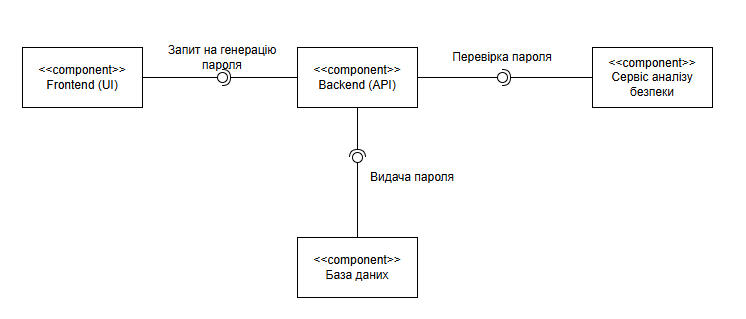 Запит на генерацію
пароля
<<component>>
Frontend (UI)
<<component>>
Backend (API)
Перевірка пароля
<<component>>
Сервіс аналізу
безпеки
Видача пароля
<<component>>
База даних